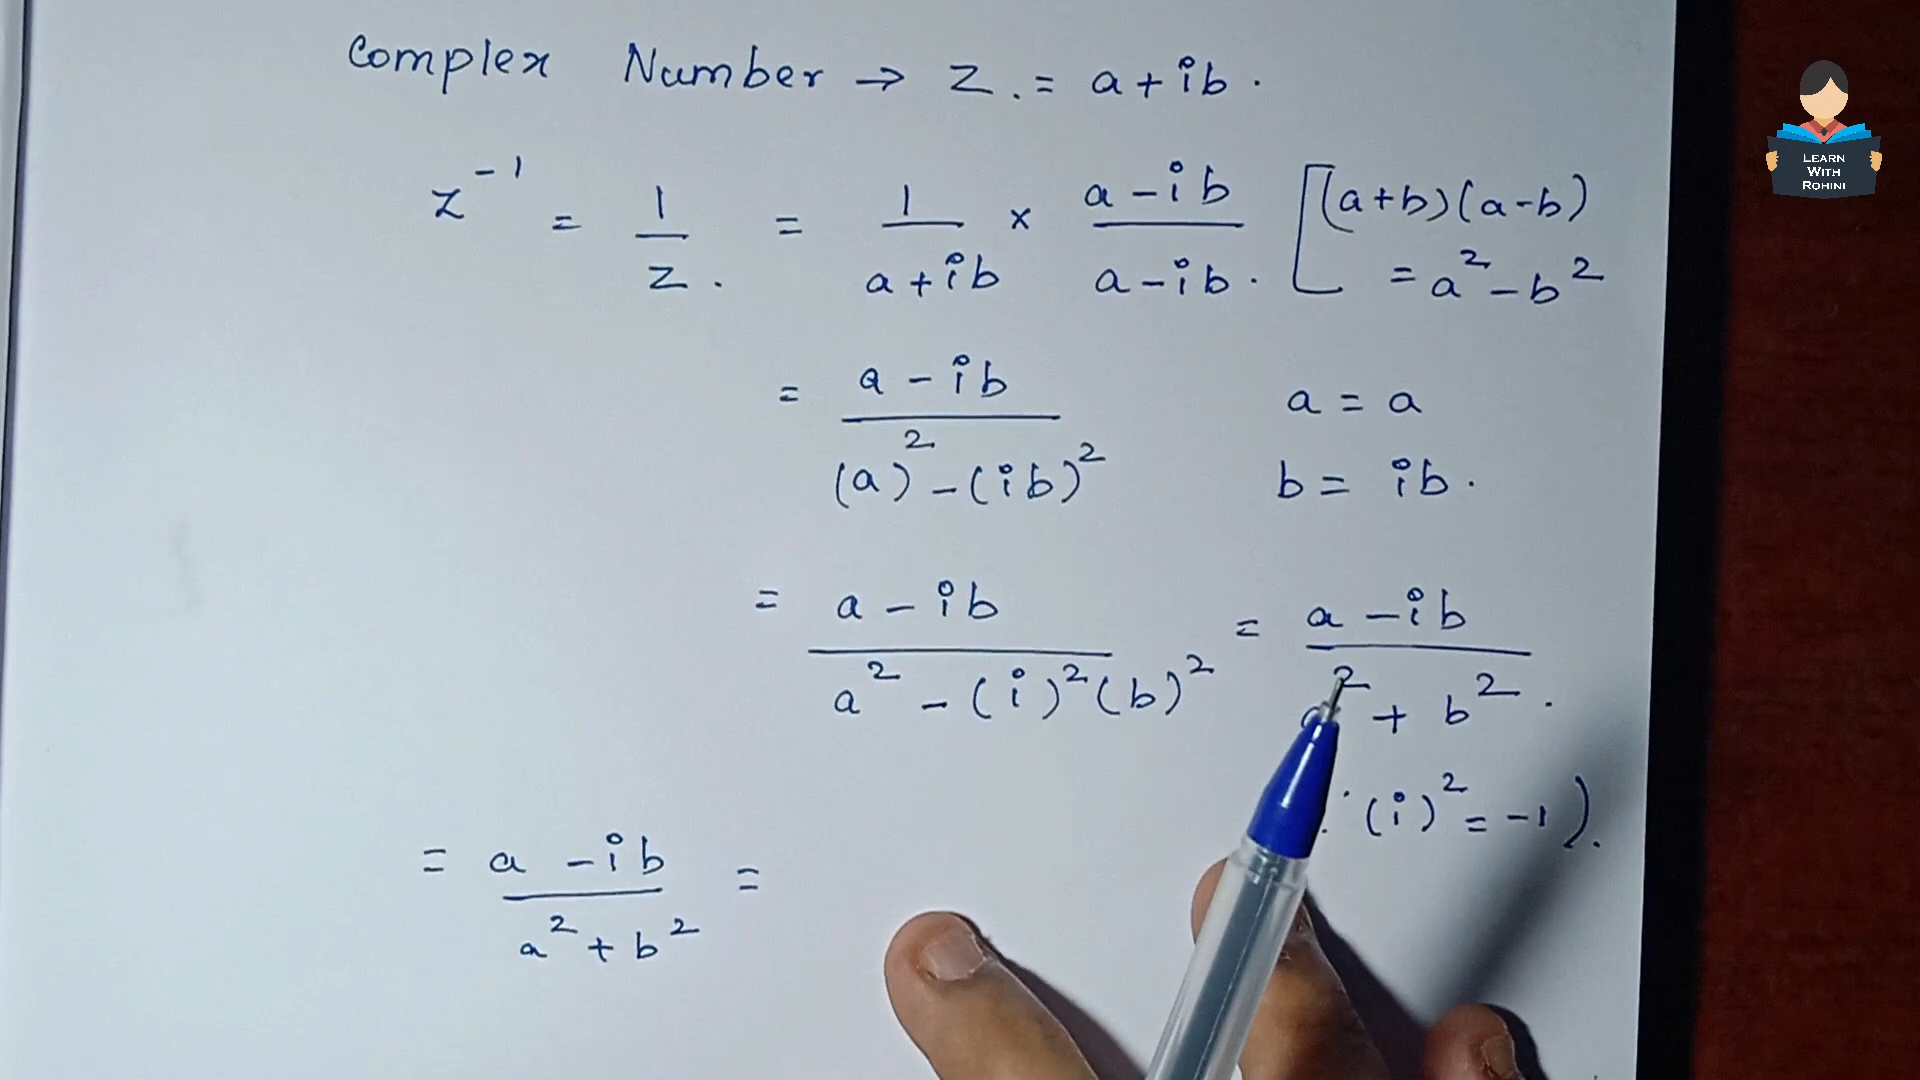 Complex Number → z. = a+ib.
z^-1 = 1/z. = 1/(a+ib) × (a-ib)/(a-ib). [(a+b)(a-b)
= a² - b²
= (a-ib)/((a)² - (ib)²) a = a
b = ib.
= (a-ib)/(a² - (i)²(b)²) = (a-ib)/(² + b²).
(i)² = -1).
= (a-ib)/(a²+b²) =
LEARN
With
ROHINI